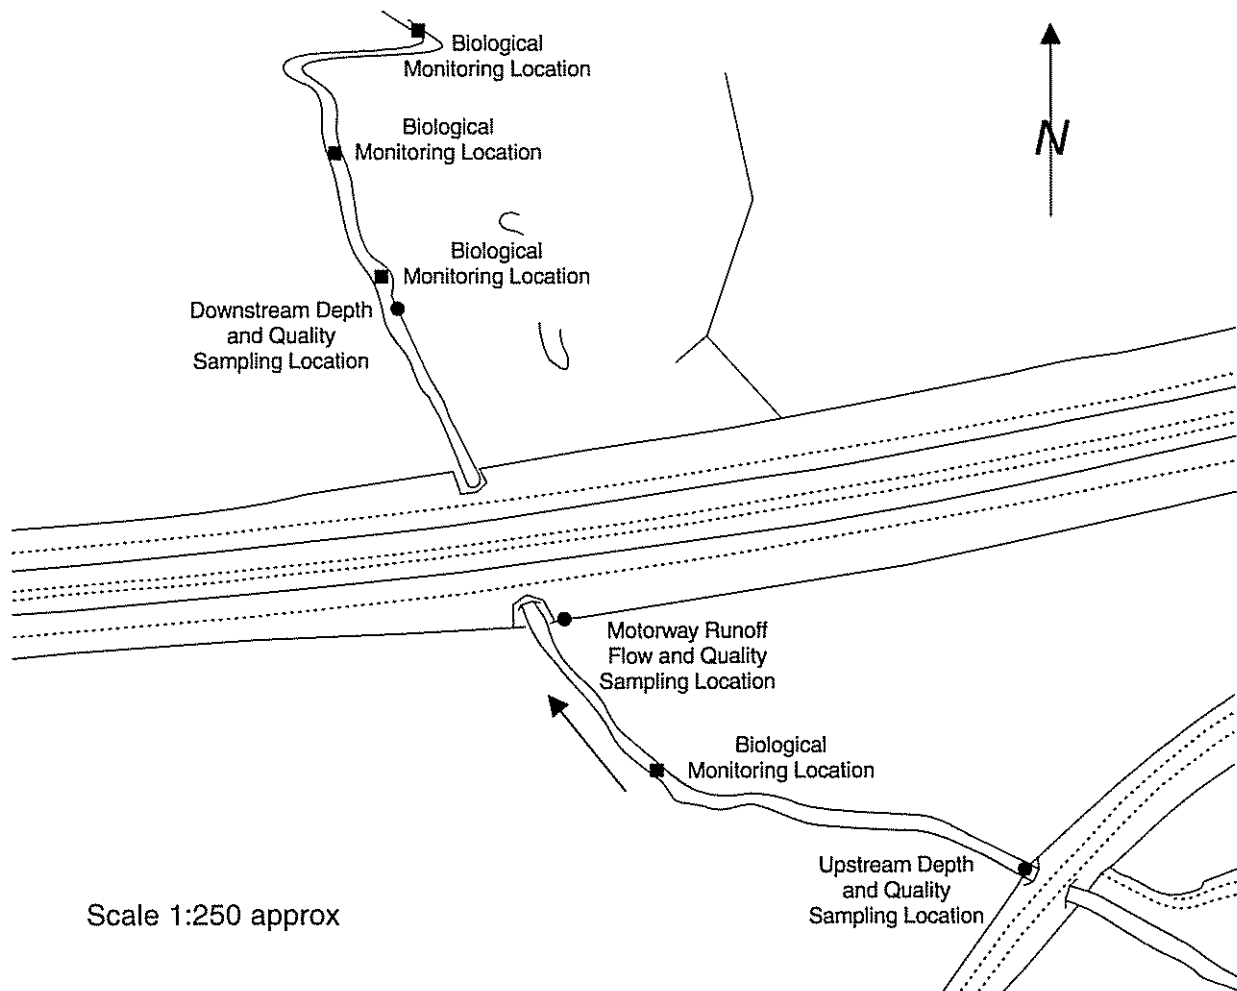 Biological
Monitoring Location
N
Biological
Monitoring Location
Biological
Monitoring Location
Downstream Depth
and Quality
Sampling Location
Motorway Runoff
Flow and Quality
Sampling Location
Biological
Monitoring Location
Upstream Depth
and Quality
Sampling Location
Scale 1:250 approx